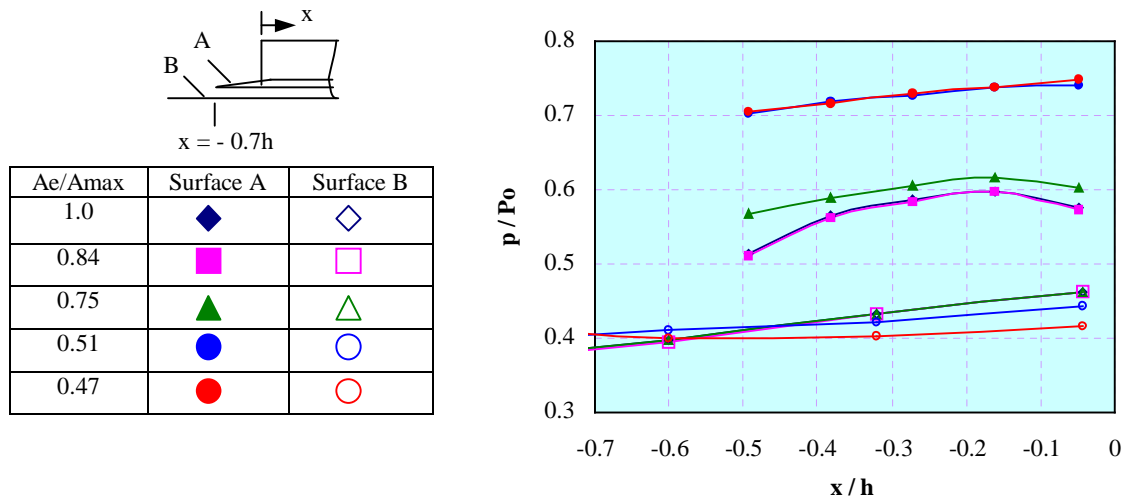 x
A
B
x = - 0.7h
Ae/Amax Surface A Surface B
1.0
0.84
0.75
0.51
0.47
p / Po
0.8
0.7
0.6
0.5
0.4
0.3
-0.7 -0.6 -0.5 -0.4 -0.3 -0.2 -0.1 0
x / h